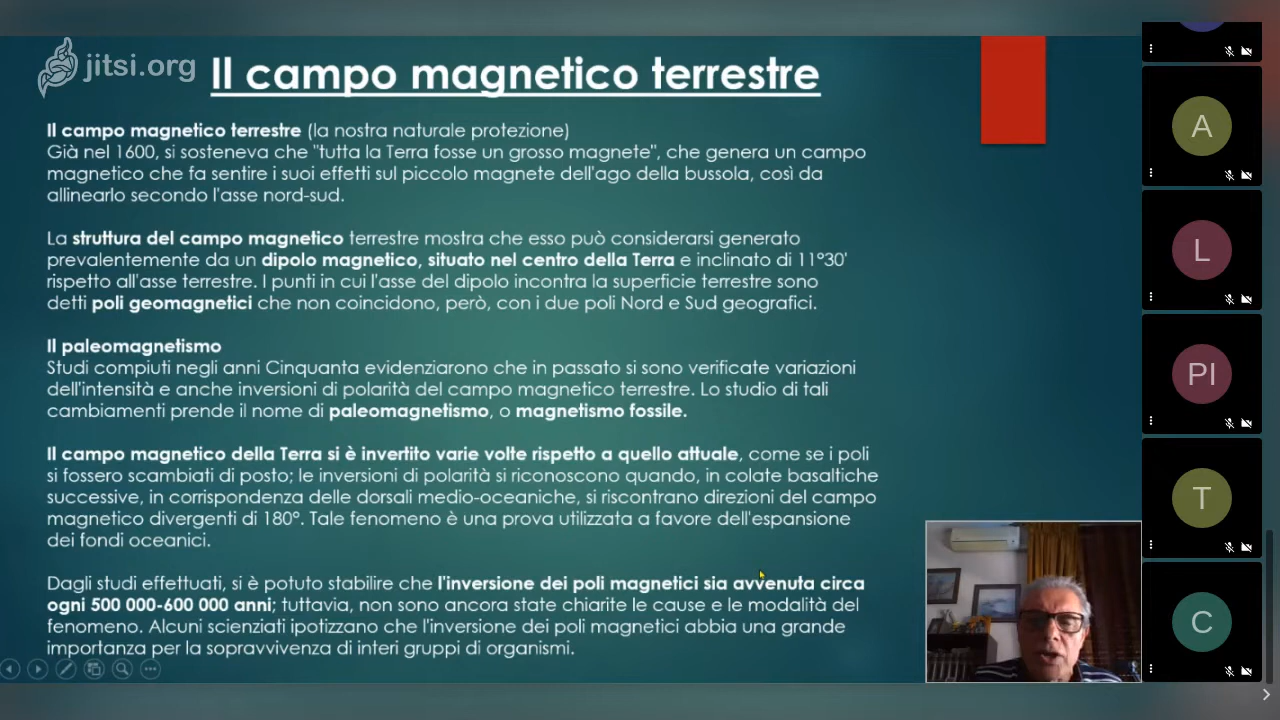 jitsi.org
Il campo magnetico terrestre
Il campo magnetico terrestre (la nostra naturale protezione)
Già nel 1600, si sosteneva che "tutta la Terra fosse un grosso magnete", che genera un campo
magnetico che fa sentire i suoi effetti sul piccolo magnete dell'ago della bussola, così da
allinearlo secondo l'asse nord-sud.
La struttura del campo magnetico terrestre mostra che esso può considerarsi generato
prevalentemente da un dipolo magnetico, situato nel centro della Terra e inclinato di 11°30'
rispetto all'asse terrestre. I punti in cui l'asse del dipolo incontra la superficie terrestre sono
detti poli geomagnetici che non coincidono, però, con i due poli Nord e Sud geografici.
Il paleomagnetismo
Studi compiuti negli anni Cinquanta evidenziarono che in passato si sono verificate variazioni
dell'intensità e anche inversioni di polarità del campo magnetico terrestre. Lo studio di tali
cambiamenti prende il nome di paleomagnetismo, o magnetismo fossile.
Il campo magnetico della Terra si è invertito varie volte rispetto a quello attuale, come se i poli
si fossero scambiati di posto; le inversioni di polarità si riconoscono quando, in colate basaltiche
successive, in corrispondenza delle dorsali medio-oceaniche, si riscontrano direzioni del campo
magnetico divergenti di 180°. Tale fenomeno è una prova utilizzata a favore dell'espansione
dei fondi oceanici.
Dagli studi effettuati, si è potuto stabilire che l'inversione dei poli magnetici sia avvenuta circa
ogni 500 000-600 000 anni; tuttavia, non sono ancora state chiarite le cause e le modalità del
fenomeno. Alcuni scienziati ipotizzano che l'inversione dei poli magnetici abbia una grande
importanza per la sopravvivenza di interi gruppi di organismi.
A
L
PI
T
C